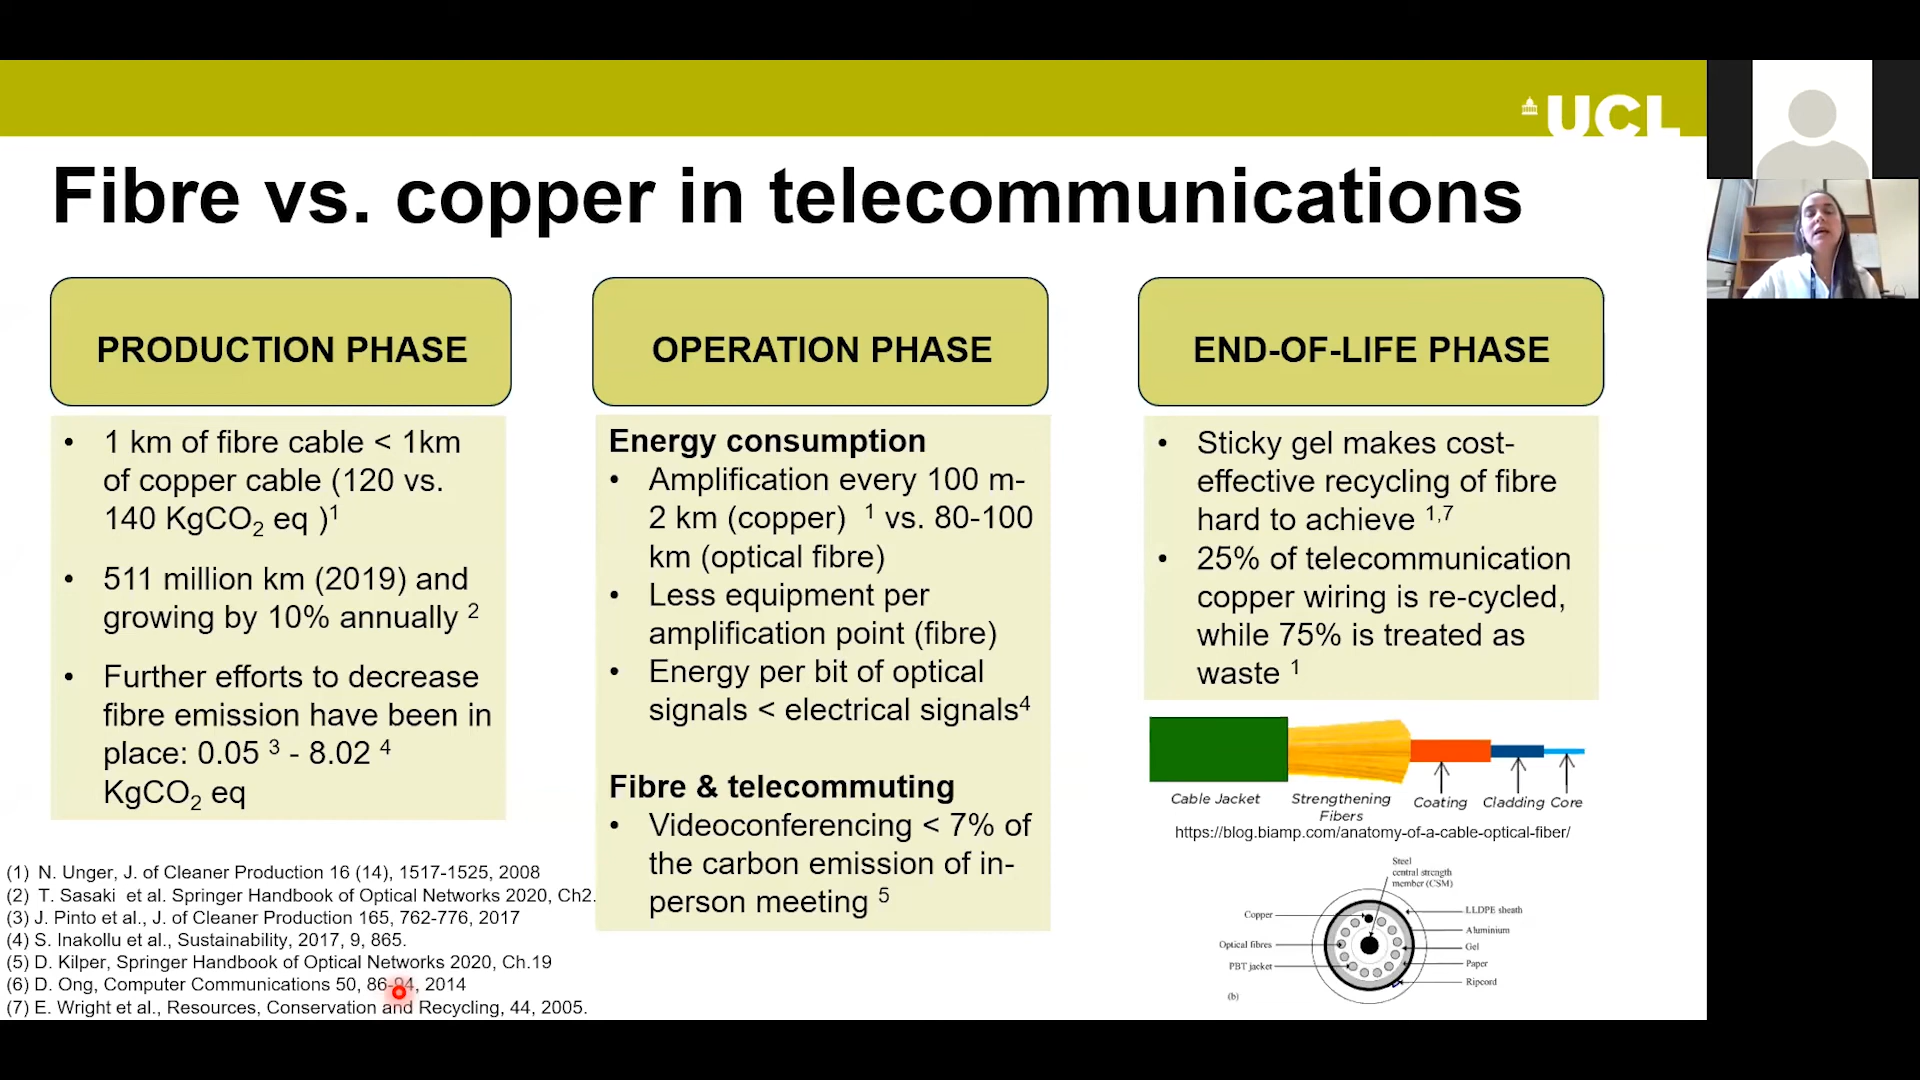 UCL
Fibre vs. copper in telecommunications
PRODUCTION PHASE
• 1 km of fibre cable < 1km
of copper cable (120 vs.
140 KgCO₂ eq )¹
• 511 million km (2019) and
growing by 10% annually ²
• Further efforts to decrease
fibre emission have been in
place: 0.05 ³ - 8.02 ⁴
KgCO₂ eq
OPERATION PHASE
Energy consumption
• Amplification every 100 m-
2 km (copper) ¹ vs. 80-100
km (optical fibre)
• Less equipment per
amplification point (fibre)
• Energy per bit of optical
signals < electrical signals⁴
Fibre & telecommuting
• Videoconferencing < 7% of
the carbon emission of in-
person meeting ⁵
END-OF-LIFE PHASE
• Sticky gel makes cost-
effective recycling of fibre
hard to achieve ¹,⁷
• 25% of telecommunication
copper wiring is re-cycled,
while 75% is treated as
waste ¹
Cable Jacket
Strengthening
Fibers
Coating
Cladding
Core
https://blog.biamp.com/anatomy-of-a-cable-optical-fiber/
Steel
central strength
member (CSM)
Copper
Optical fibres
PBT jacket
LLDPE sheath
Aluminium
Gel
Paper
Ripcord
(b)
(1) N. Unger, J. of Cleaner Production 16 (14), 1517-1525, 2008
(2) T. Sasaki et al. Springer Handbook of Optical Networks 2020, Ch2.
(3) J. Pinto et al., J. of Cleaner Production 165, 762-776, 2017
(4) S. Inakollu et al., Sustainability, 2017, 9, 865.
(5) D. Kilper, Springer Handbook of Optical Networks 2020, Ch.19
(6) D. Ong, Computer Communications 50, 86-94, 2014
(7) E. Wright et al., Resources, Conservation and Recycling, 44, 2005.